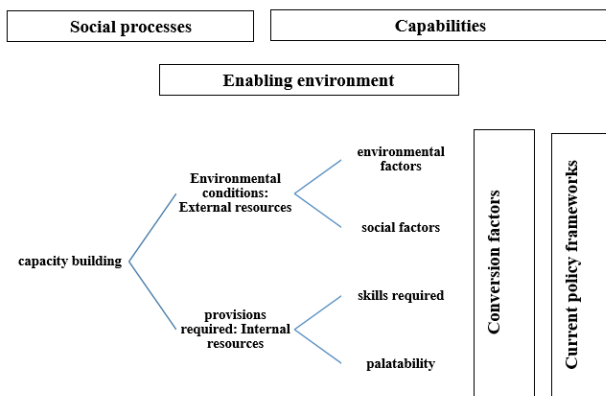 Social processes
Capabilities
Enabling environment
capacity building
Environmental
conditions:
External resources
environmental
factors
social factors
provisions
required: Internal
resources
skills required
palatability
Conversion factors
Current policy frameworks